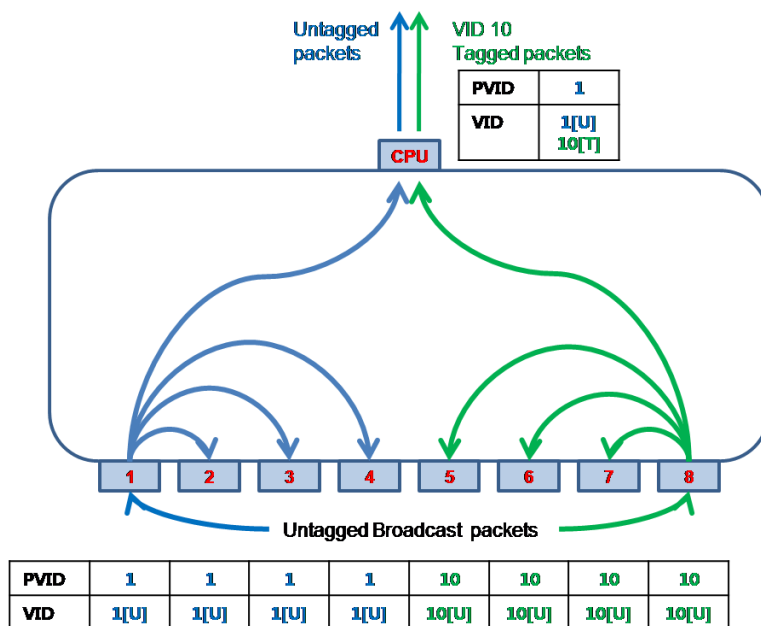 Untagged packets
VID 10
Tagged packets
PVID 1
VID 1[U]
10[T]
CPU
1 2 3 4 5 6 7 8
Untagged Broadcast packets
PVID 1 1 1 1 10 10 10 10
VID 1[U] 1[U] 1[U] 1[U] 10[U] 10[U] 10[U] 10[U]